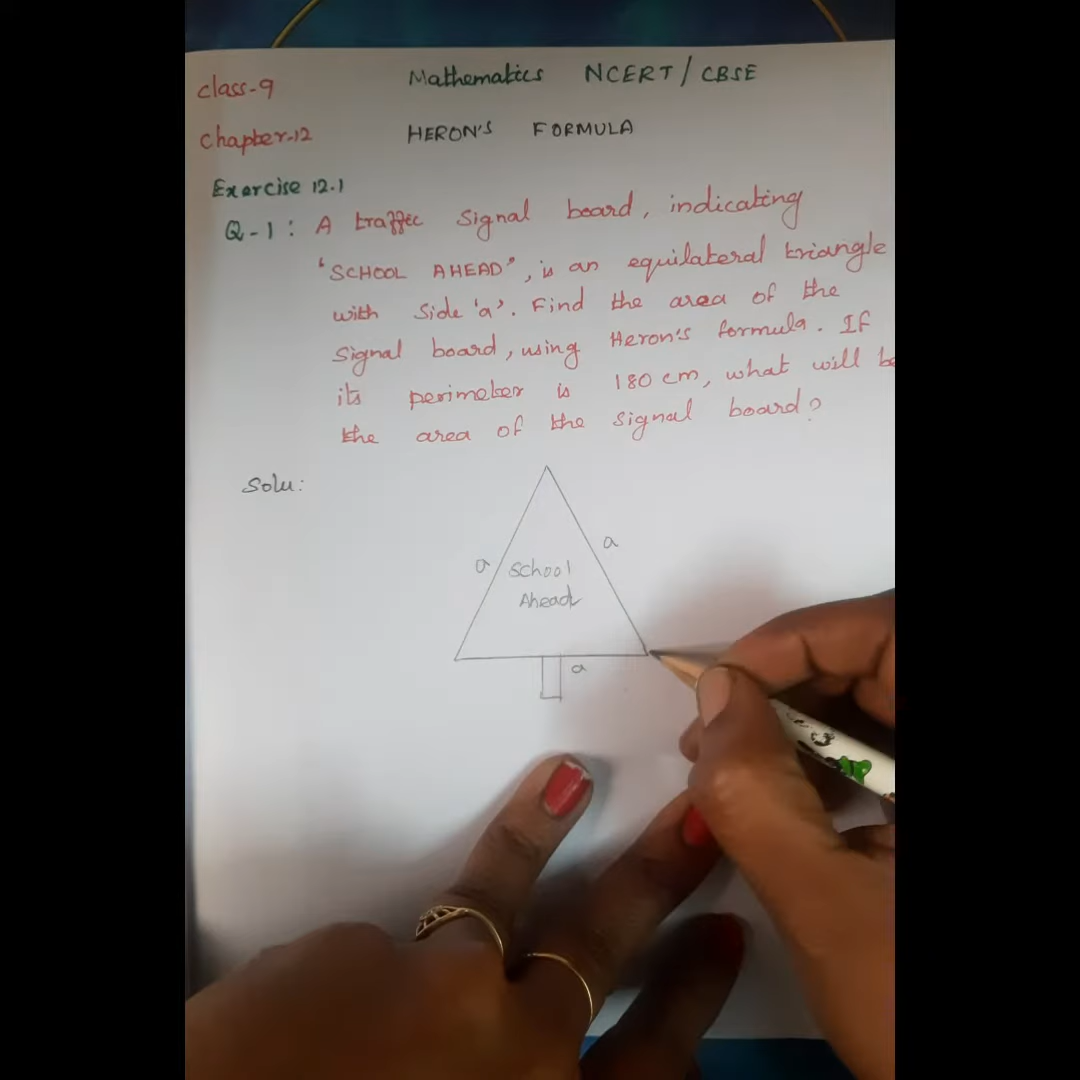 class-9 Mathematics NCERT/CBSE
Chapter-12 HERON'S FORMULA
Exercise 12.1
Q-1: A traffic signal board, indicating
'SCHOOL AHEAD', is an equilateral triangle
with side 'a'. Find the area of the
signal board, using Heron's formula. If
its perimeter is 180 cm, what will be
the area of the signal board?
Solu:
a
a
School
Ahead
a